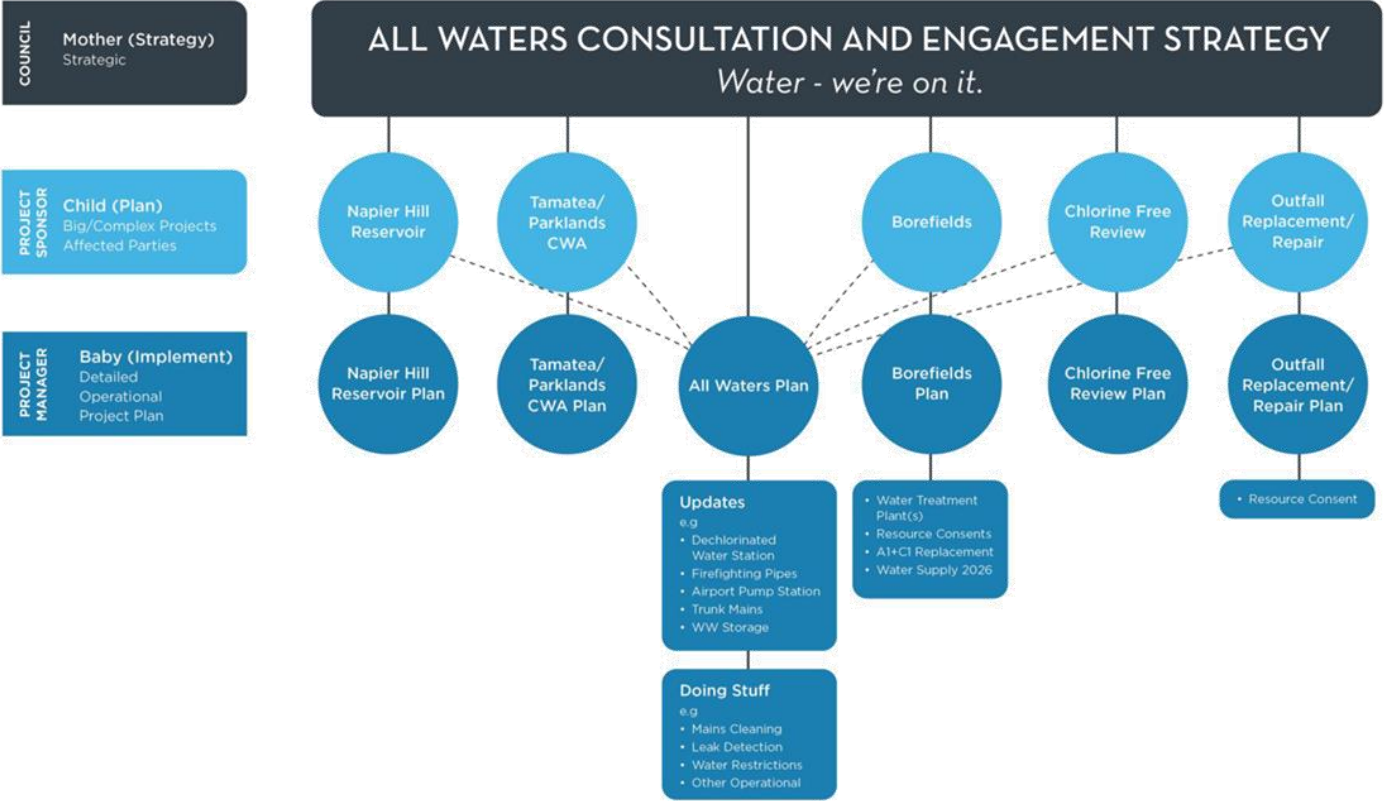 COUNCIL
Mother (Strategy)
Strategic
ALL WATERS CONSULTATION AND ENGAGEMENT STRATEGY
Water - we're on it.
PROJECT
SPONSOR
Child (Plan)
Big/Complex Projects
Affected Parties
Napier Hill
Reservoir
Tamatea/
Parklands
CWA
Borefields
Chlorine Free
Review
Outfall
Replacement/
Repair
PROJECT
MANAGER
Baby (Implement)
Detailed
Operational
Project Plan
Napier Hill
Reservoir Plan
Tamatea/
Parklands
CWA Plan
All Waters Plan
Borefields
Plan
Chlorine Free
Review Plan
Outfall
Replacement/
Repair Plan
Updates
e.g
• Dechlorinated
Water Station
• Firefighting Pipes
• Airport Pump Station
• Trunk Mains
• WW Storage
• Water Treatment
Plant(s)
• Resource Consents
• A1+C1 Replacement
• Water Supply 2026
• Resource Consent
Doing Stuff
e.g
• Mains Cleaning
• Leak Detection
• Water Restrictions
• Other Operational